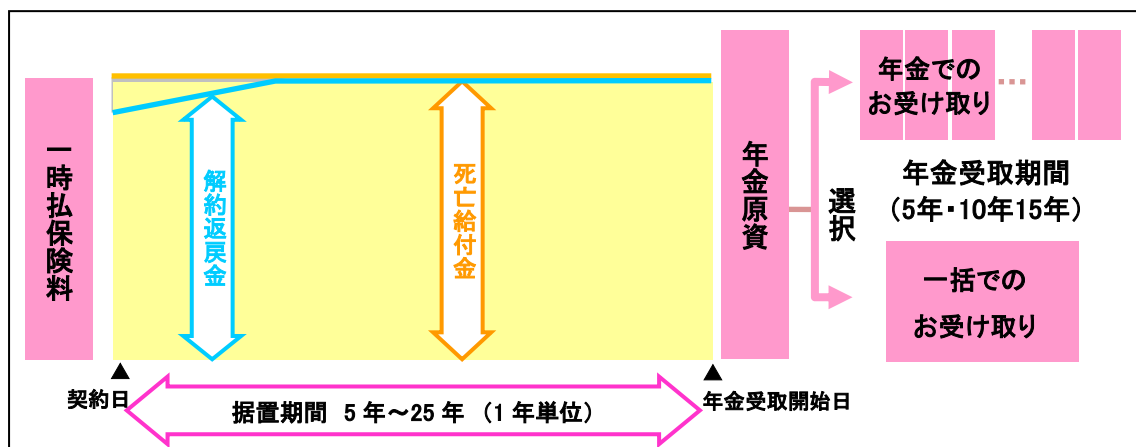 一時払保険料
解約返戻金
死亡給付金
年金原資
選択
年金での
お受け取り
年金受取期間
（5年・10年15年）
一括での
お受け取り
▲
契約日
据置期間 5年～25年 （1年単位）
▲
年金受取開始日